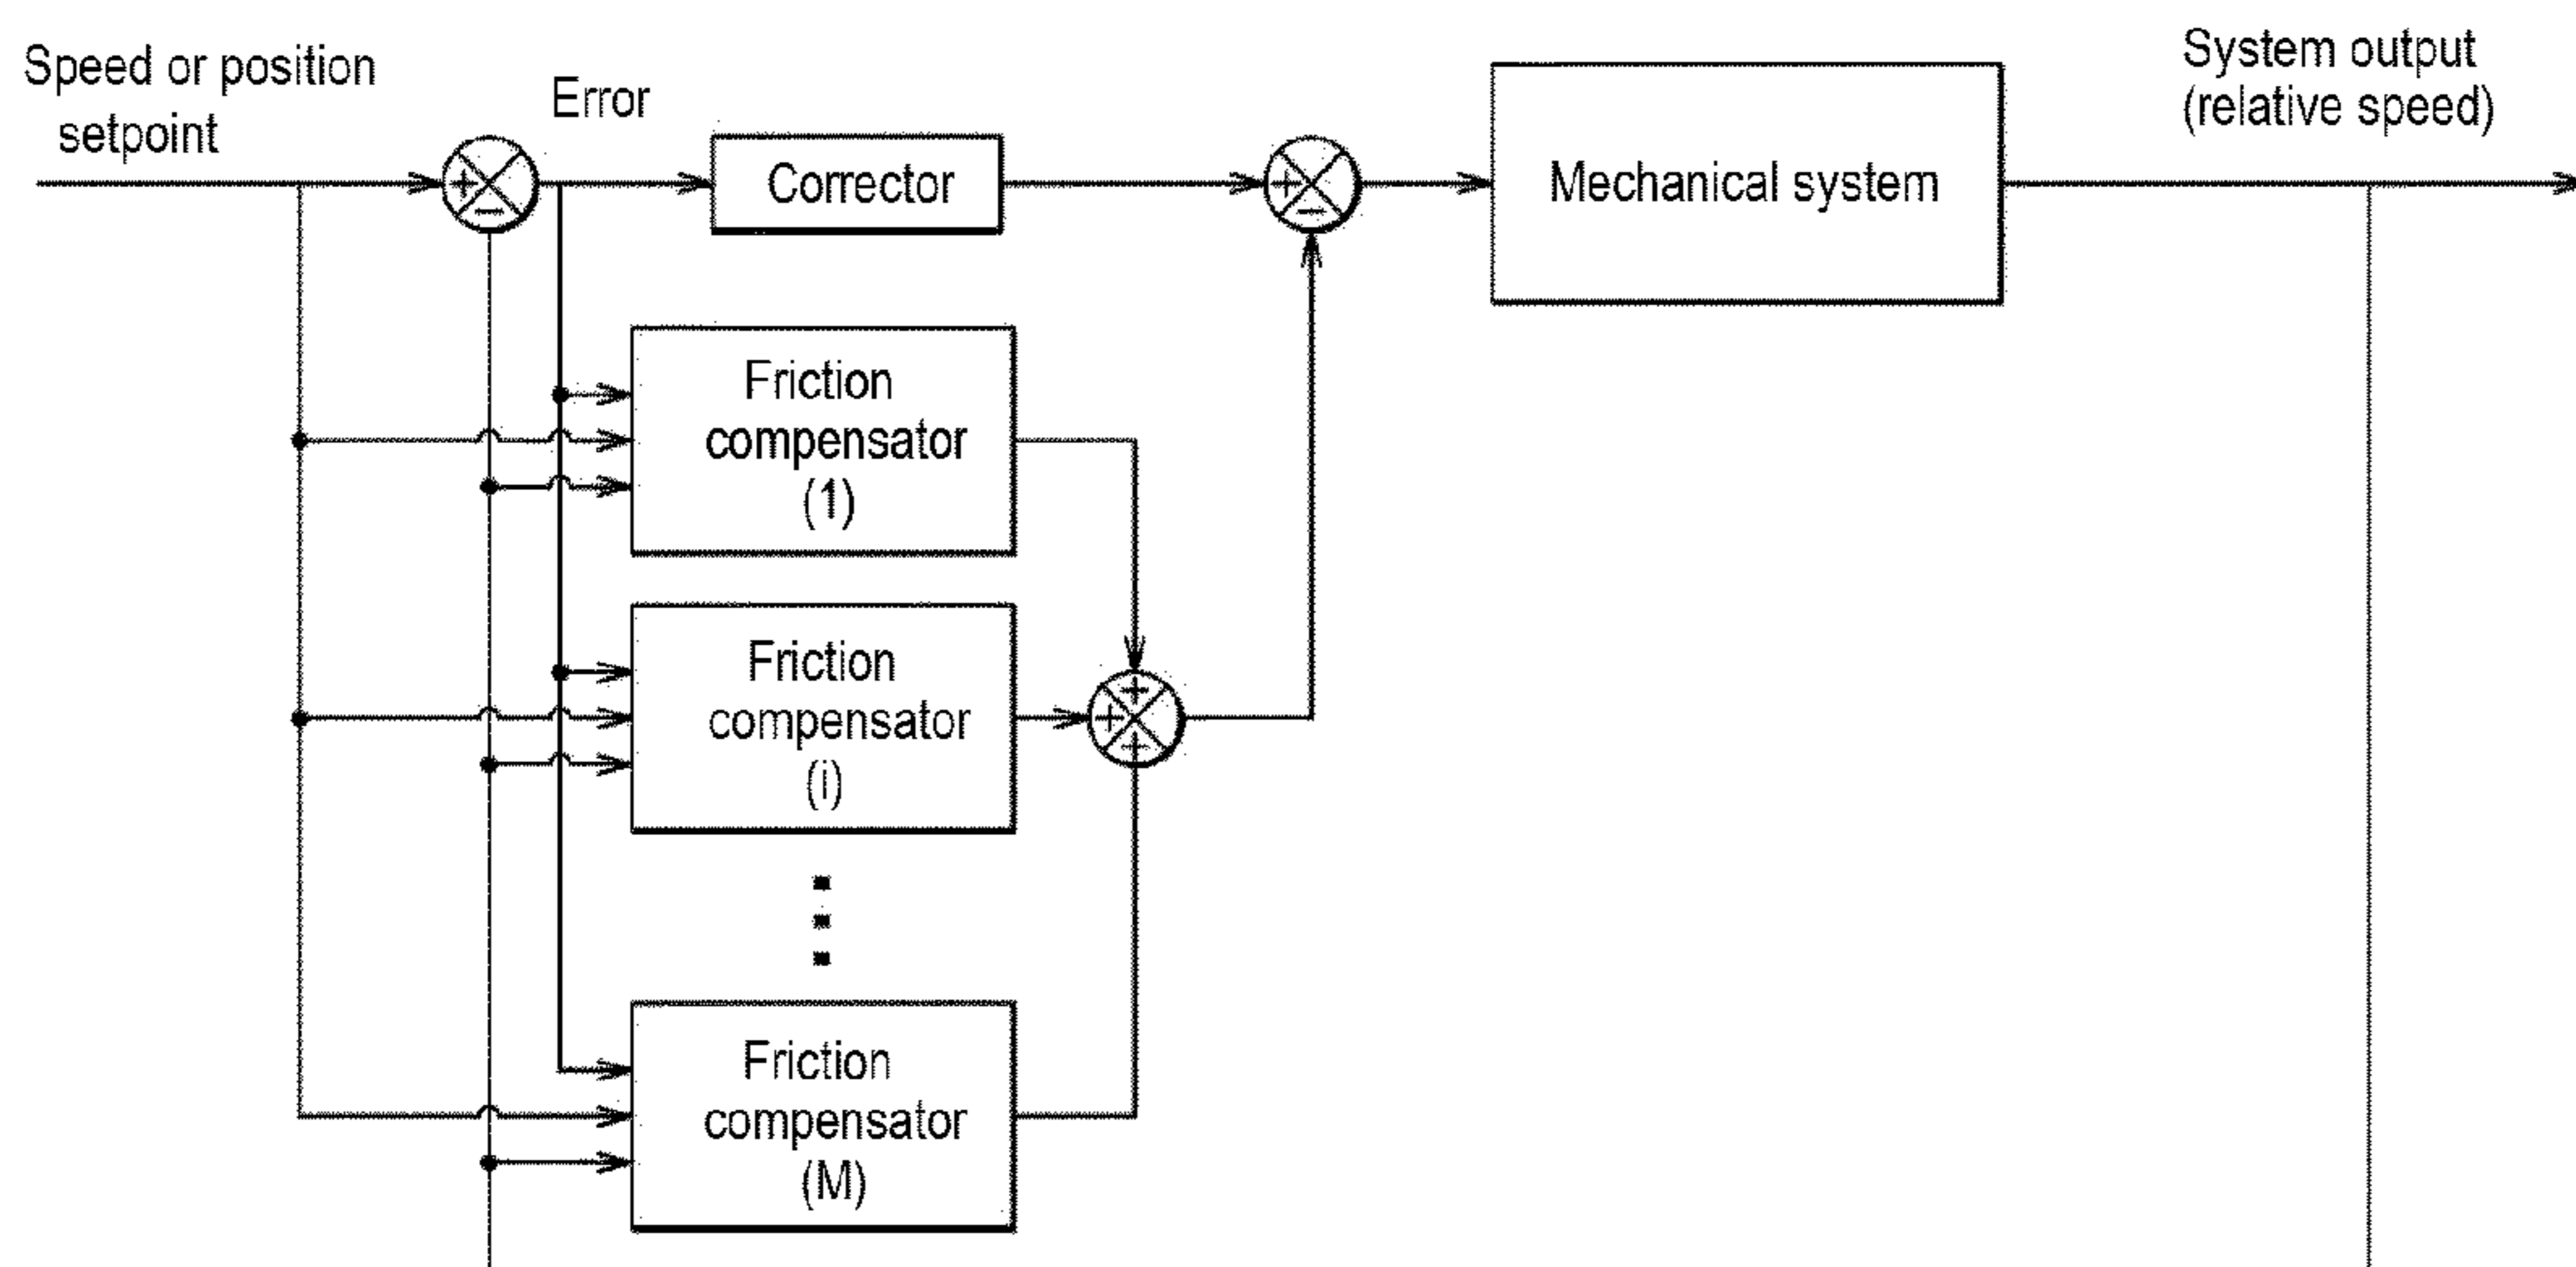 Speed or position
setpoint
Error
System output
(relative speed)
+
−
Corrector
+
−
Mechanical system
Friction
compensator
(1)
Friction
compensator
(i)
+
+
+
Friction
compensator
(M)